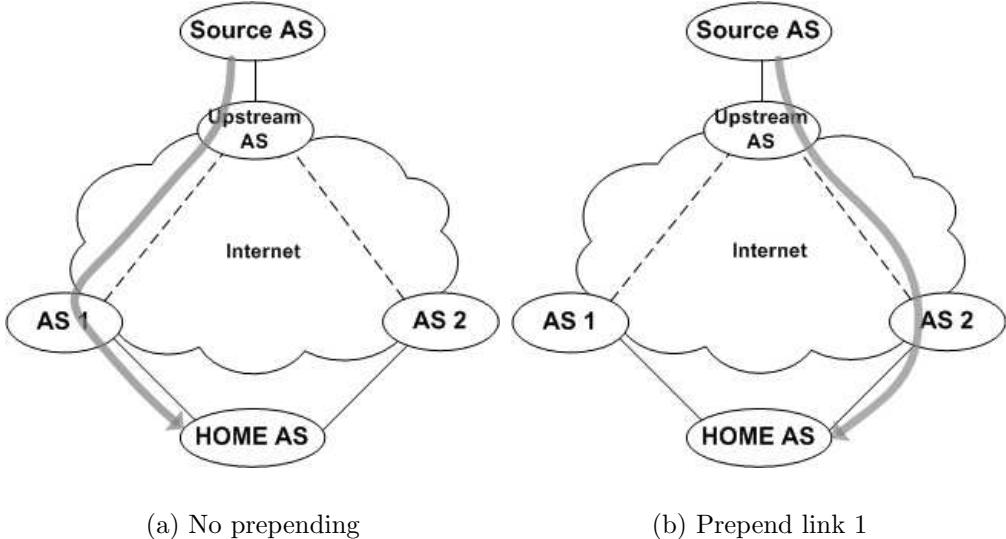 Source AS
Upstream
AS
Internet
AS 1
AS 2
HOME AS
(a) No prepending
Source AS
Upstream
AS
Internet
AS 1
AS 2
HOME AS
(b) Prepend link 1